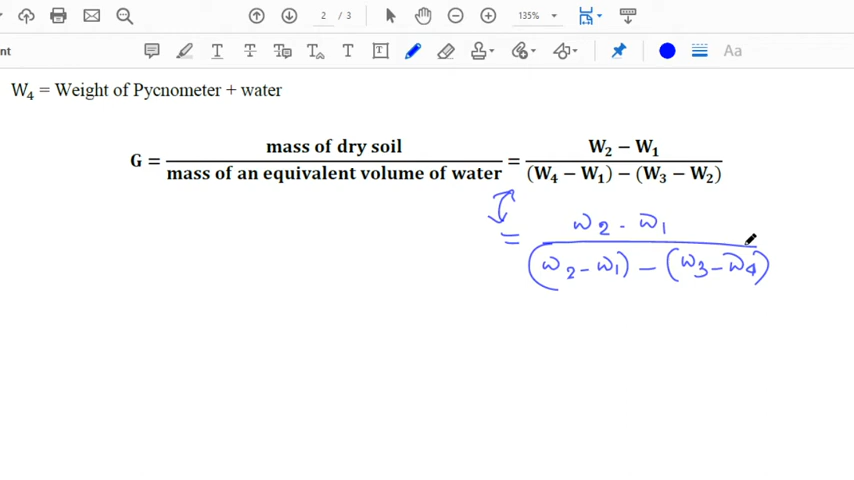 2 / 3
135%
nt
T T T T T Aa
W₄ = Weight of Pycnometer + water
G = mass of dry soil / mass of an equivalent volume of water = W₂ − W₁ / (W₄ − W₁) − (W₃ − W₂)
= W₂ - W₁ / (W₂ - W₁) - (W₃ - W₄)